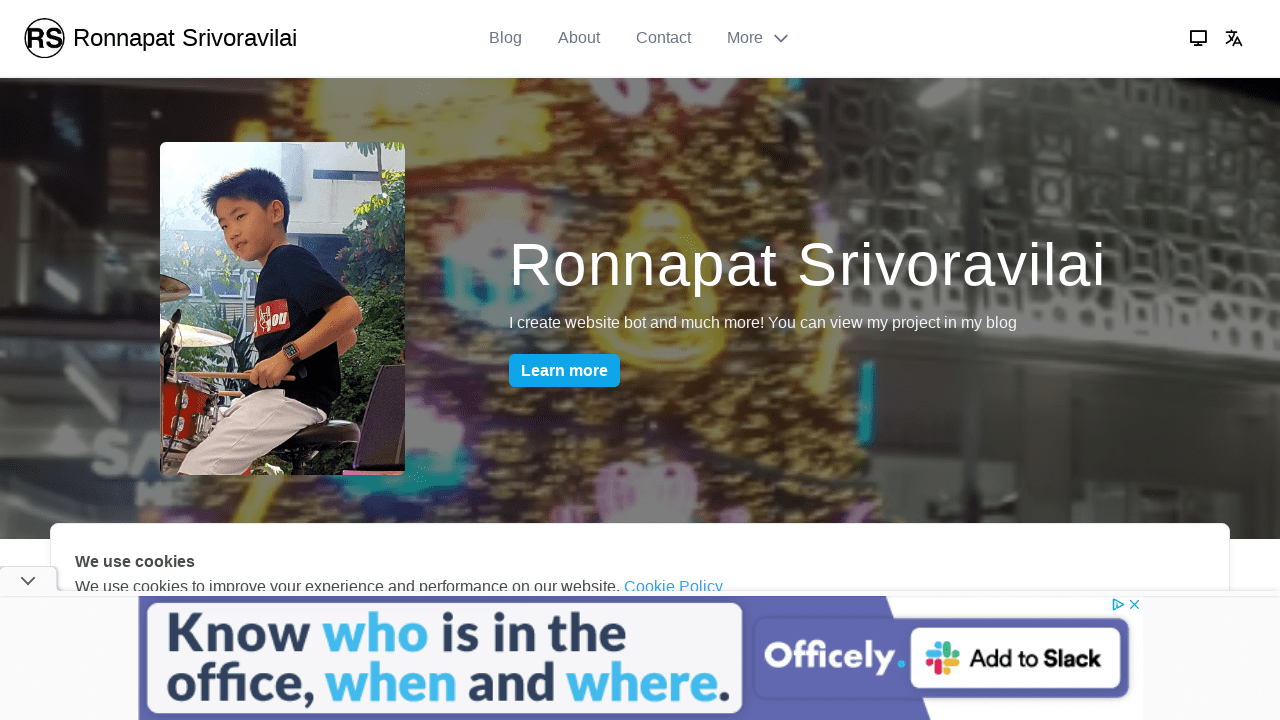 RS Ronnapat Srivoravilai
Blog
About
Contact
More
Ronnapat Srivoravilai
I create website bot and much more! You can view my project in my blog
Learn more
We use cookies
We use cookies to improve your experience and performance on our website. Cookie Policy
Know who is in the
office, when and where.
Officely.
Add to Slack